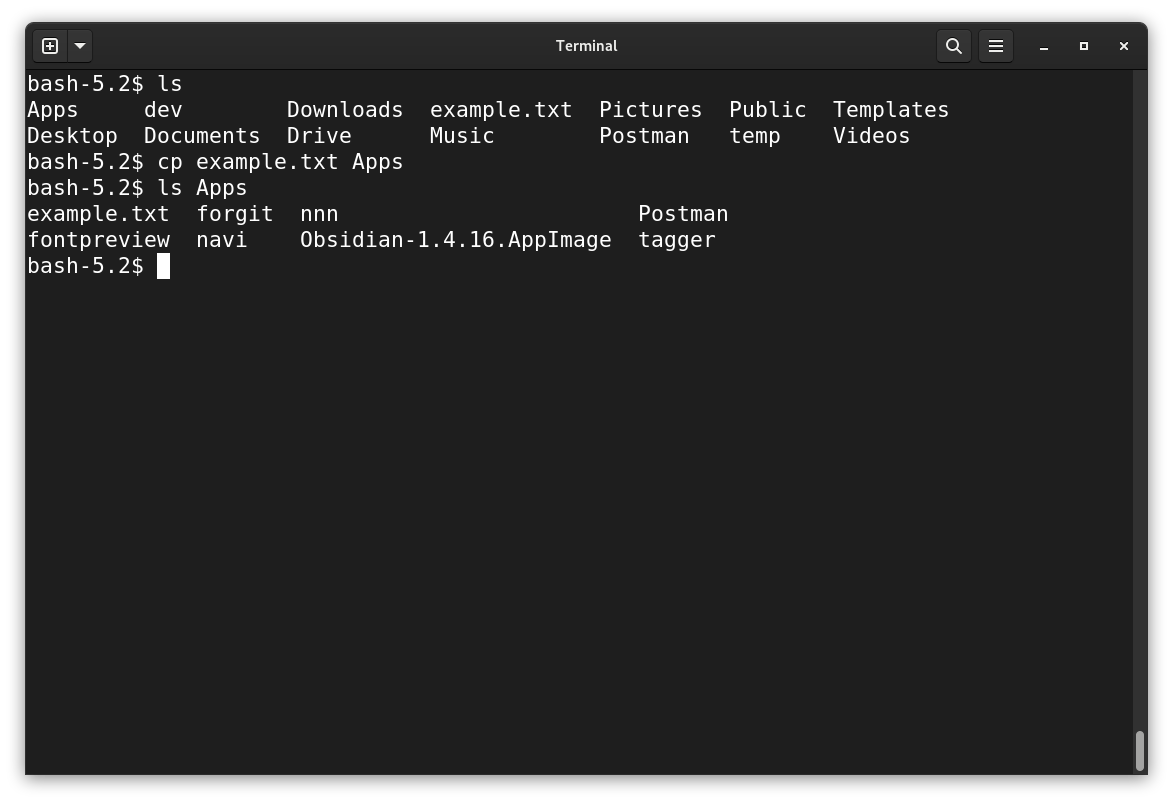 Terminal
bash-5.2$ ls
Apps     dev        Downloads  example.txt  Pictures  Public  Templates
Desktop  Documents  Drive      Music        Postman   temp    Videos
bash-5.2$ cp example.txt Apps
bash-5.2$ ls Apps
example.txt  forgit  nnn                       Postman
fontpreview  navi    Obsidian-1.4.16.AppImage  tagger
bash-5.2$